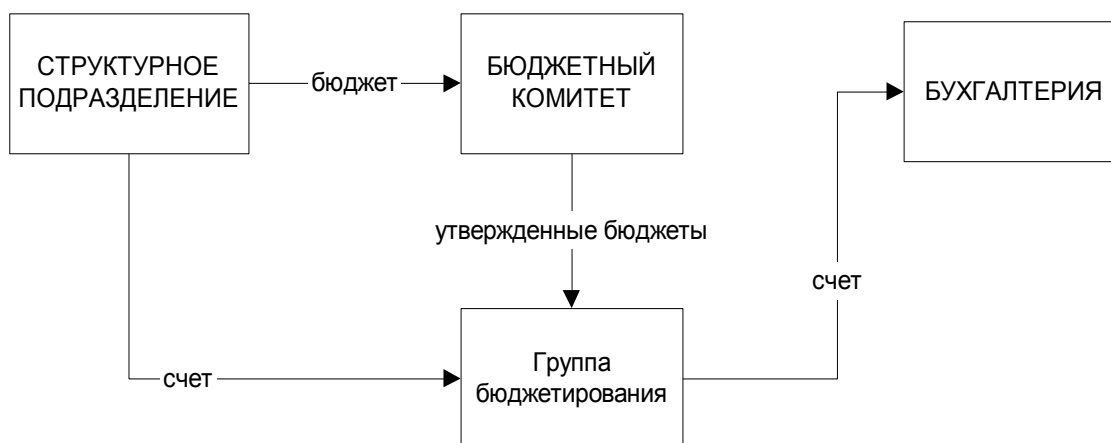 СТРУКТУРНОЕ
ПОДРАЗДЕЛЕНИЕ
бюджет
БЮДЖЕТНЫЙ
КОМИТЕТ
БУХГАЛТЕРИЯ
утвержденные бюджеты
счет
Группа
бюджетирования
счет